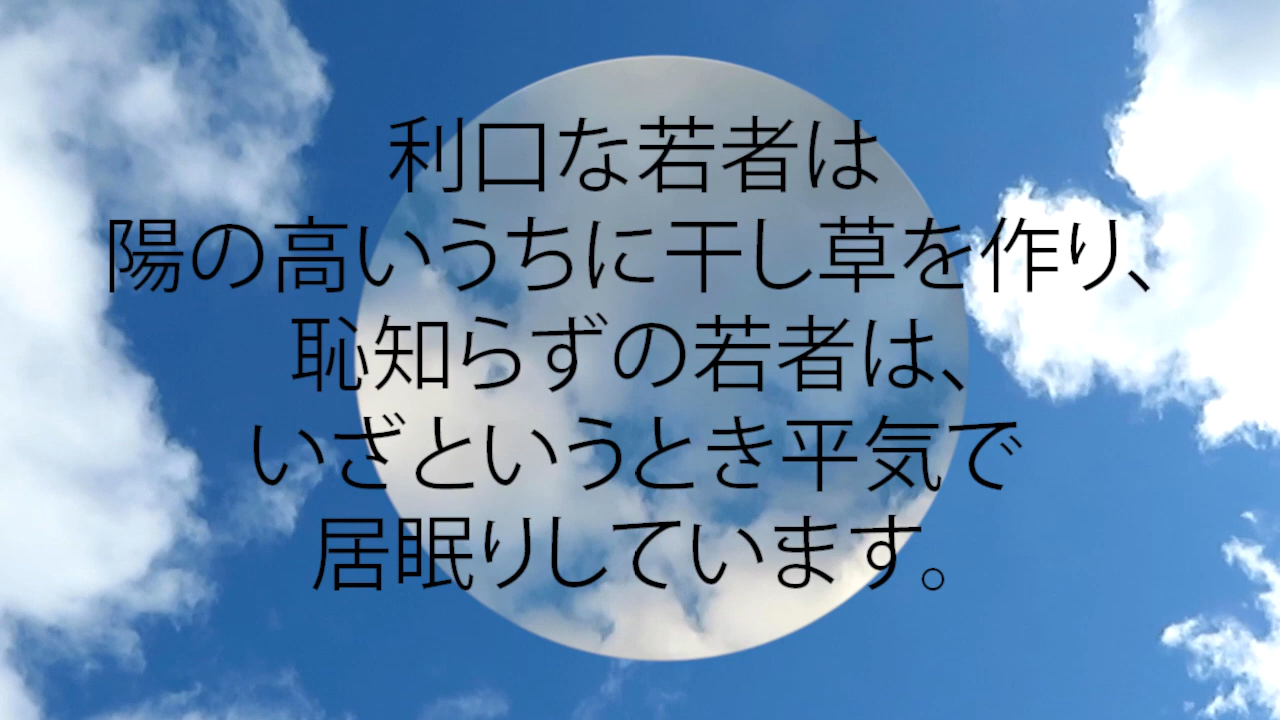 利口な若者は
陽の高いうちに干し草を作り、
恥知らずの若者は、
いざというとき平気で
居眠りしています。